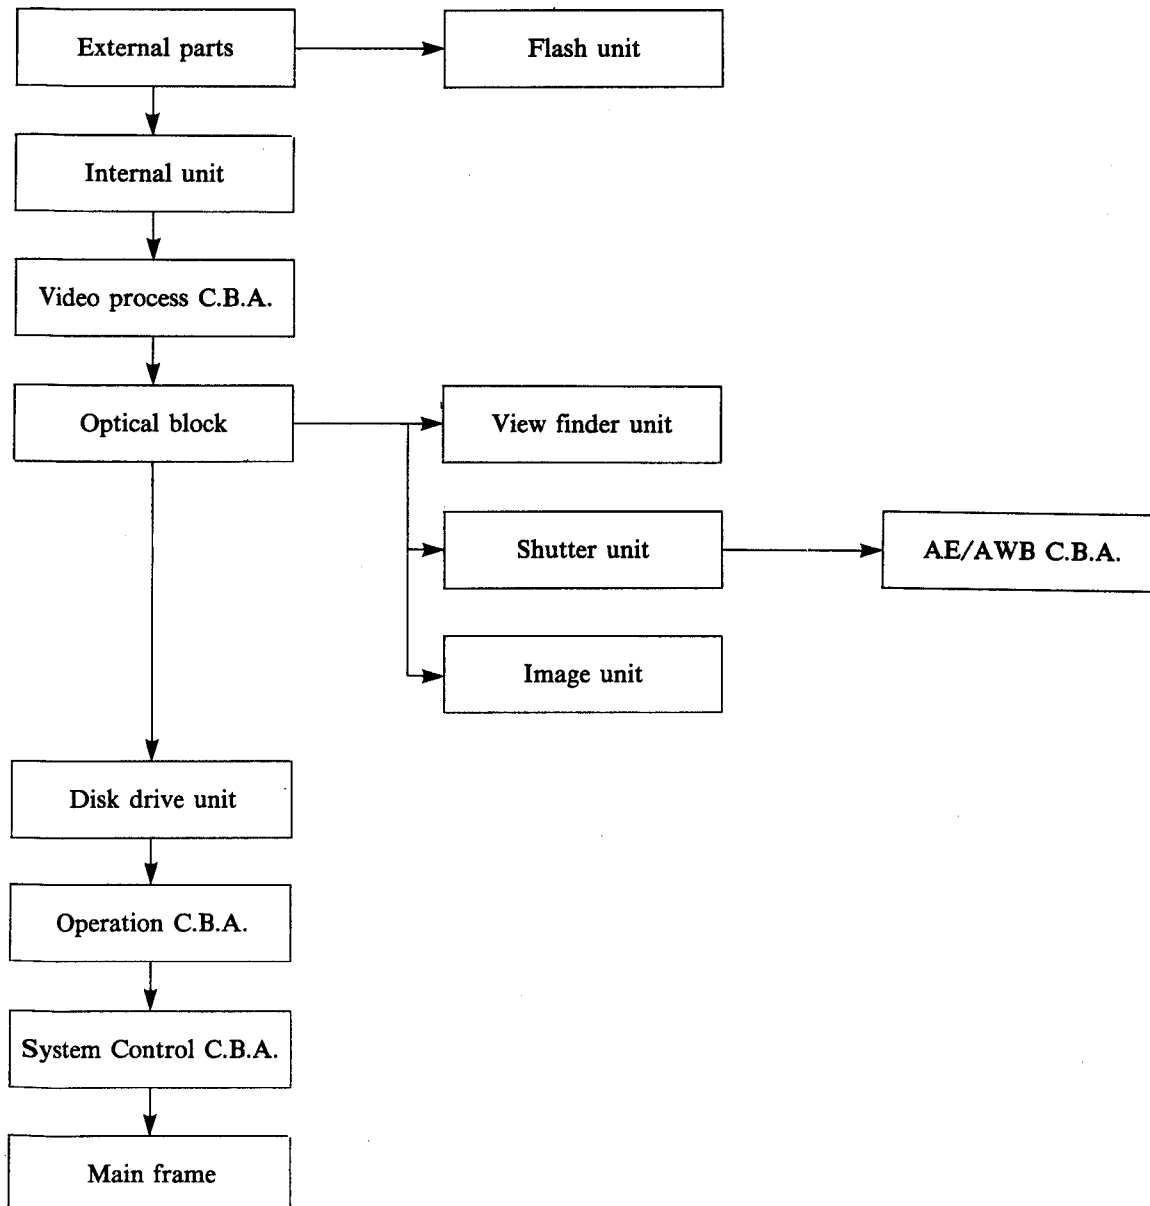 External parts
Flash unit
Internal unit
Video process C.B.A.
Optical block
View finder unit
Shutter unit
AE/AWB C.B.A.
Image unit
Disk drive unit
Operation C.B.A.
System Control C.B.A.
Main frame